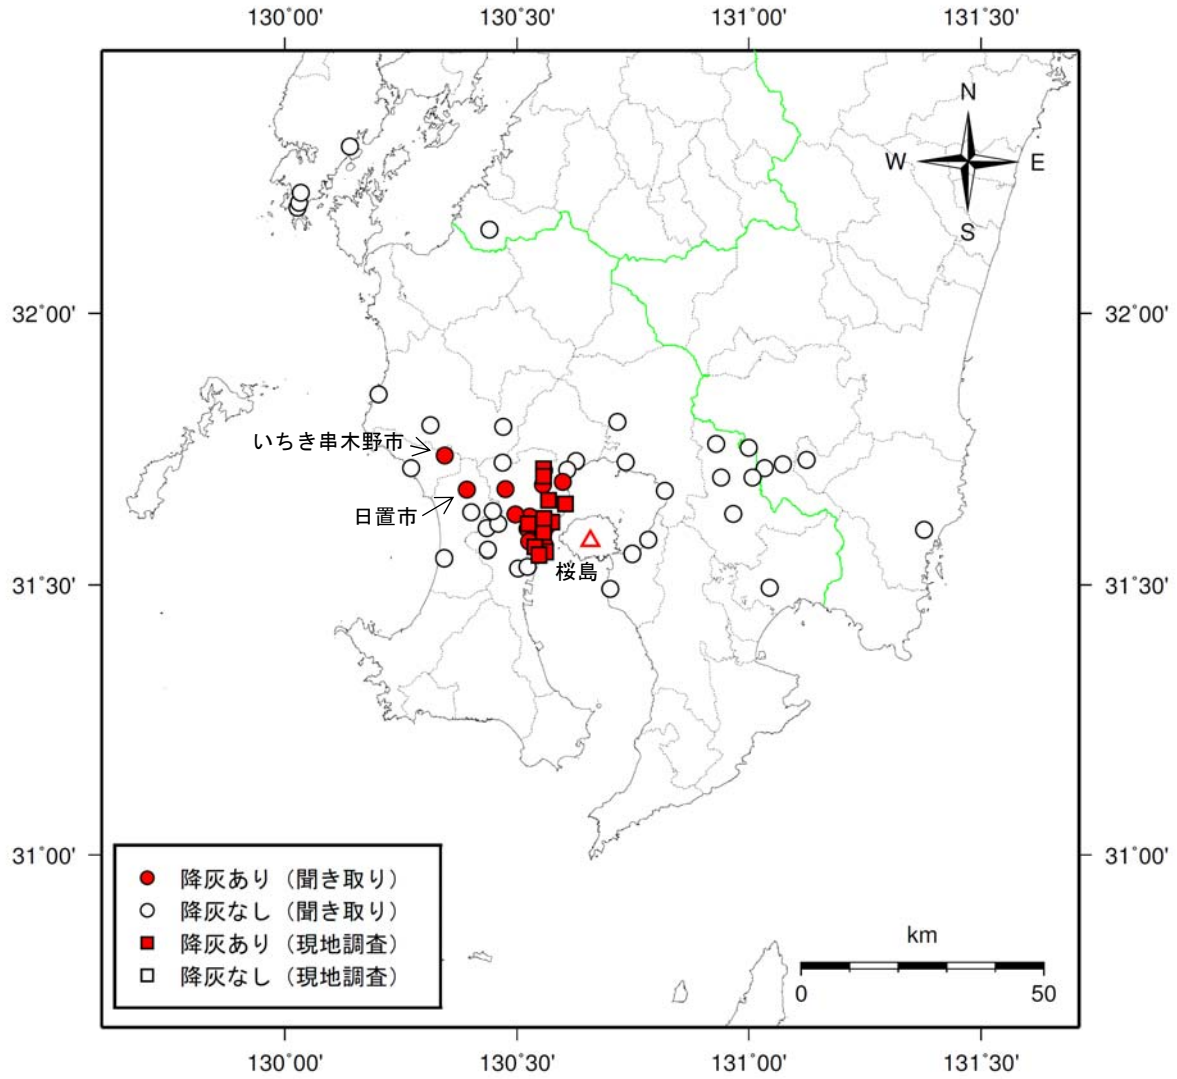 130°00' 130°30' 131°00' 131°30'
N
W E
S
32°00' 32°00'
いちき串木野市
日置市
桜島
31°30' 31°30'
31°00' 31°00'
降灰あり（聞き取り）
降灰なし（聞き取り）
降灰あり（現地調査）
降灰なし（現地調査）
km
0 50
130°00' 130°30' 131°00' 131°30'